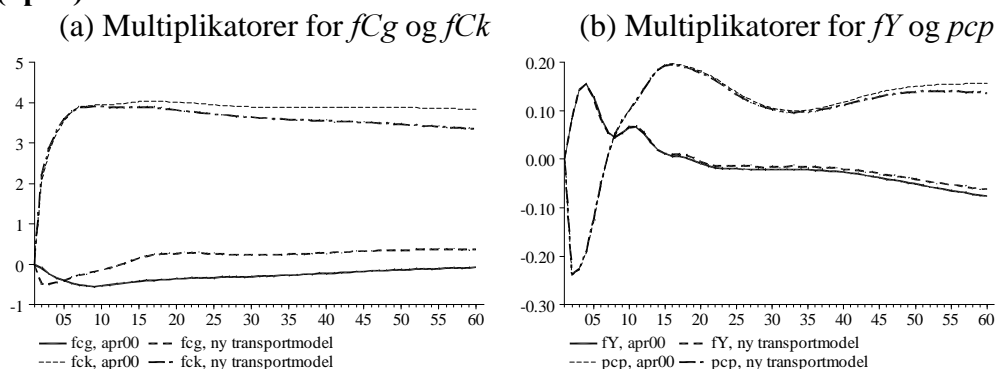 (a) Multiplikatorer for fCg og fCk
(b) Multiplikatorer for fY og pcp
5
4
3
2
1
0
-1
05 10 15 20 25 30 35 40 45 50 55 60
fcg, apr00 fcg, ny transportmodel
fck, apr00 fck, ny transportmodel
0.20
0.10
0.00
-0.10
-0.20
-0.30
05 10 15 20 25 30 35 40 45 50 55 60
fY, apr00 fY, ny transportmodel
pcp, apr00 pcp, ny transportmodel